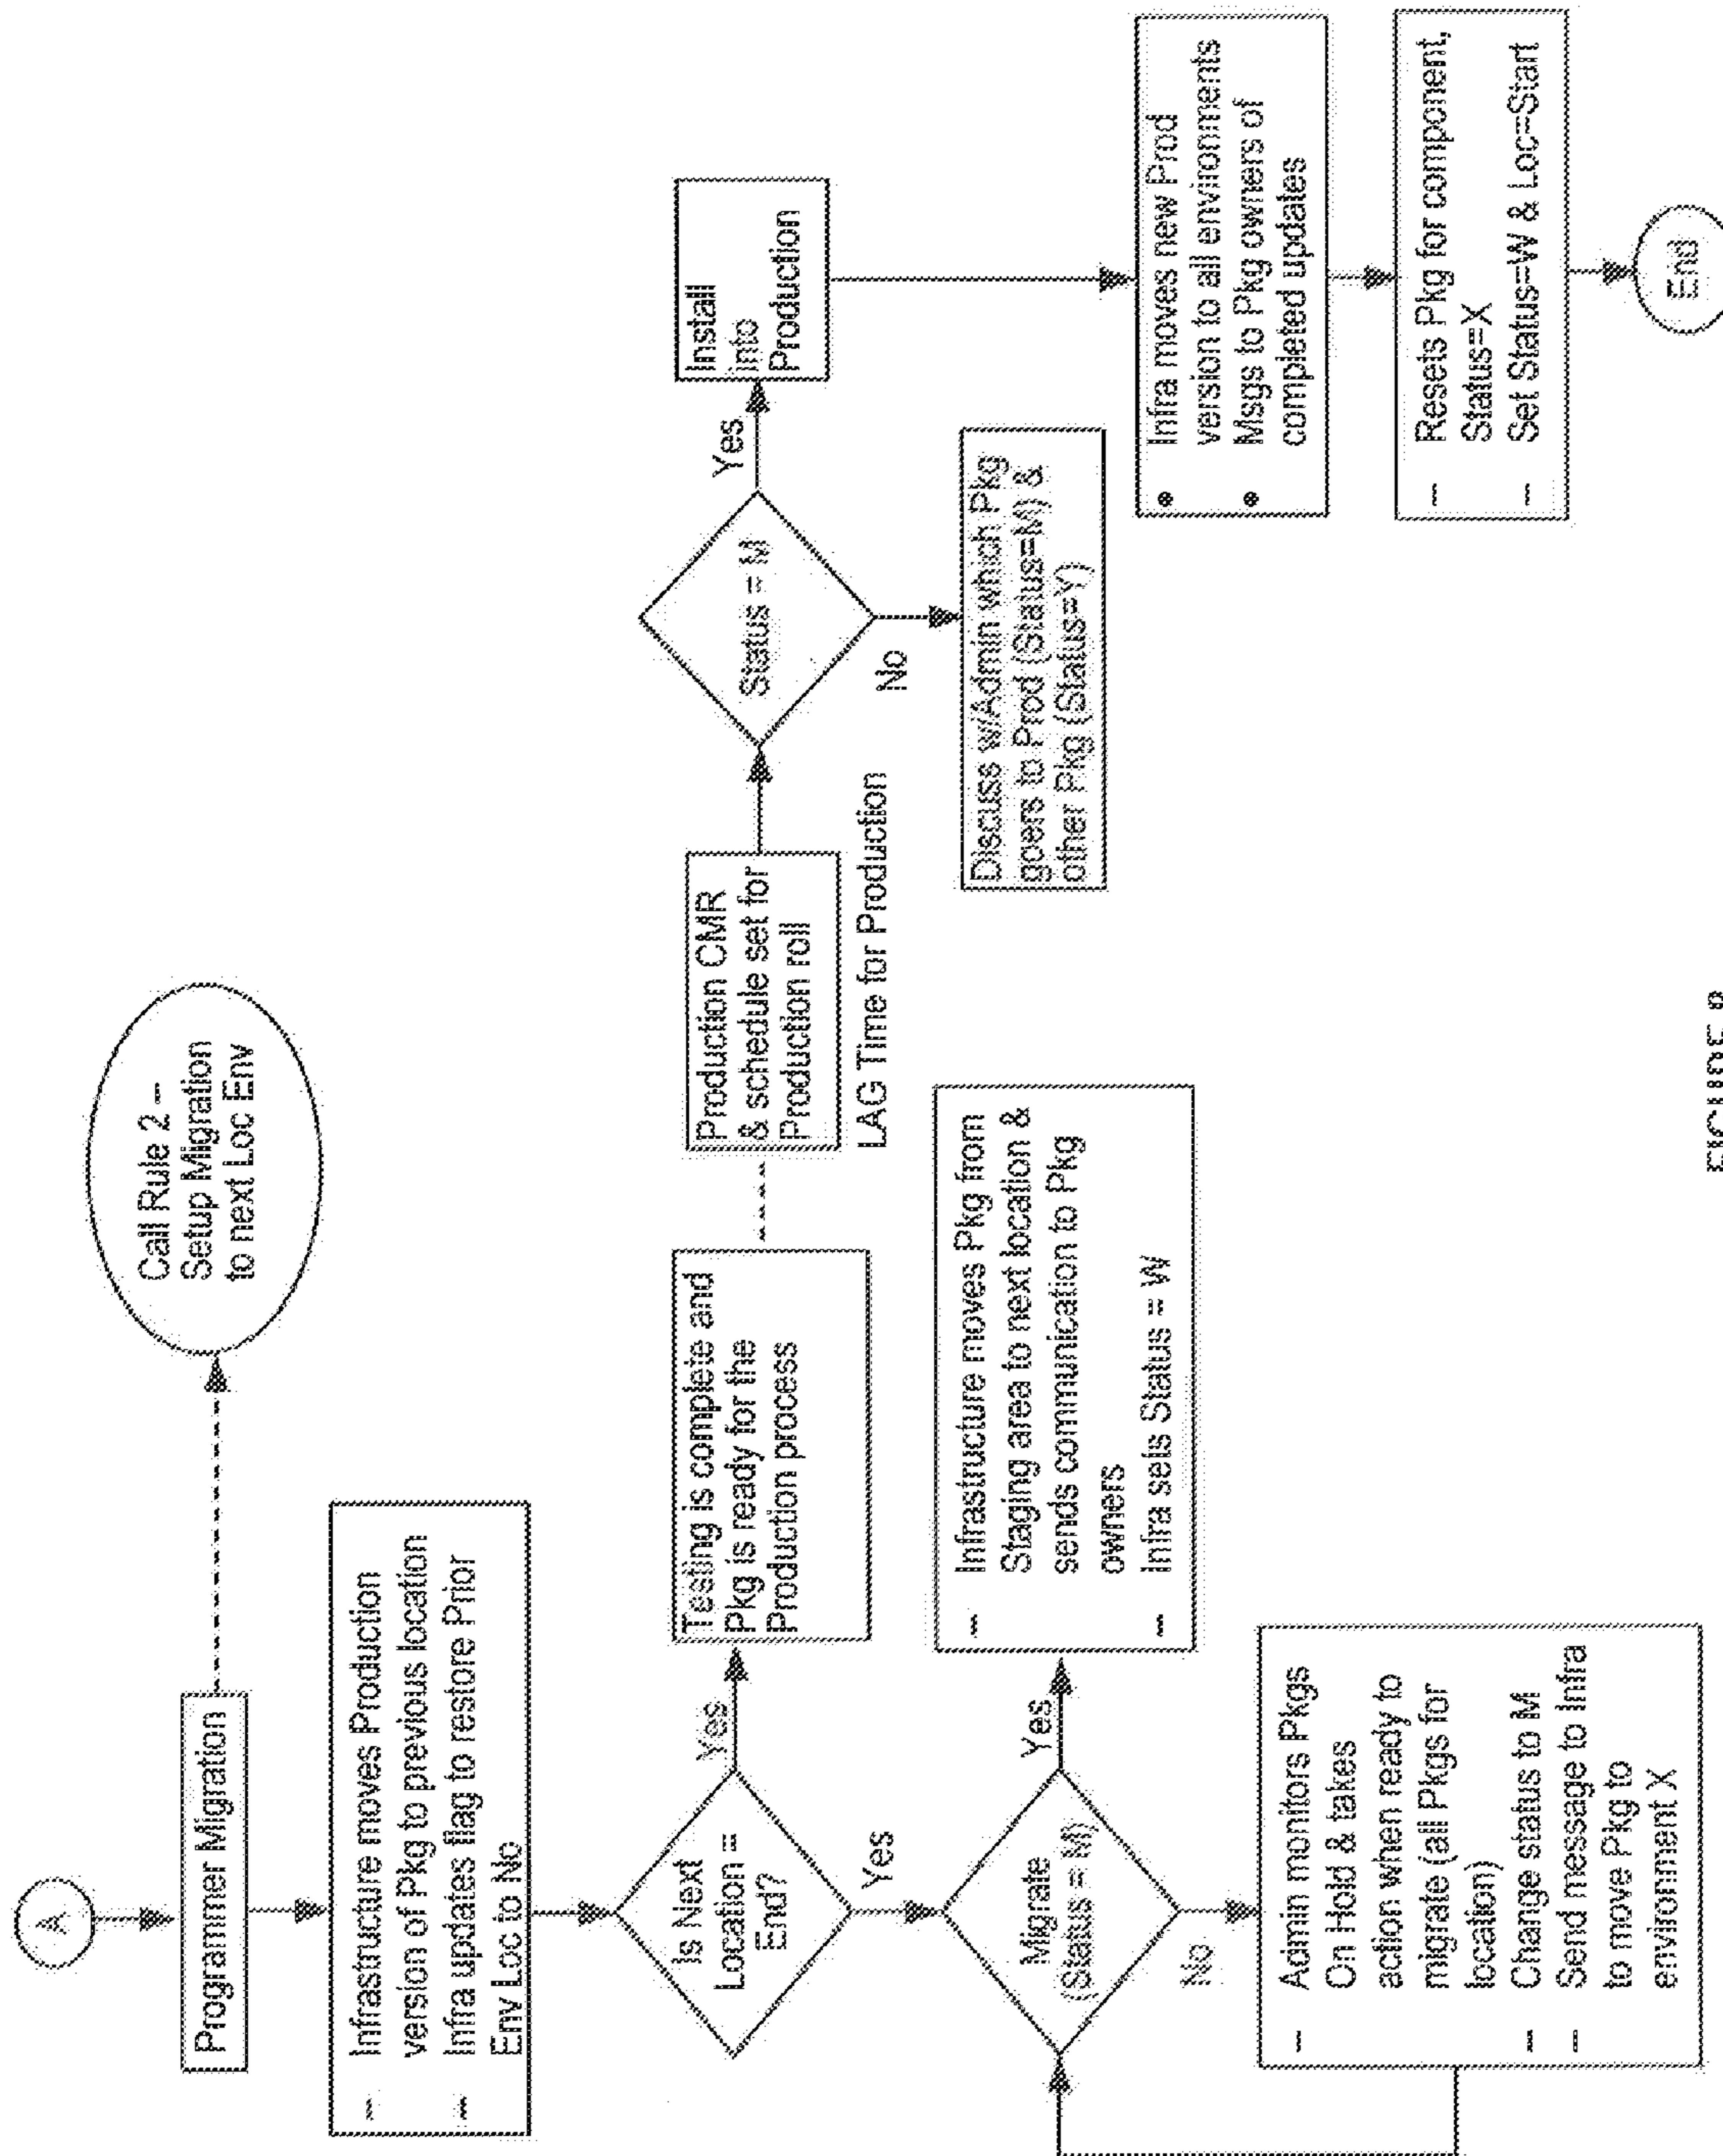 A
Programmer Migration
Call Rule 2 –
Setup Migration
to next Loc Env
– Infrastructure moves Production
version of Pkg to previous location
– Infra updates flag to restore Prior
Env Loc to No
Is Next
Location =
End?
Yes
Yes
Testing is complete and
Pkg is ready for the
Production process
Production CMR
& schedule set for
Production roll
LAG Time for Production
Status = M
Yes
No
Install
into
Production
Discuss w/Admin which Pkg
goers to Prod (Status=M) &
other Pkg (Status=Y)
Migrate
(Status = M)
Yes
No
– Infrastructure moves Pkg from
Staging area to next location &
sends communication to Pkg
owners
– Infra sets Status = W
– Admin monitors Pkgs
On Hold & takes
action when ready to
migrate (all Pkgs for
location)
– Change status to M
– Send message to Infra
to move Pkg to
environment X
• Infra moves new Prod
version to all environments
• Msgs to Pkg owners of
completed updates
– Resets Pkg for component,
Status=X
– Set Status=W & Loc=Start
End
FIGURE